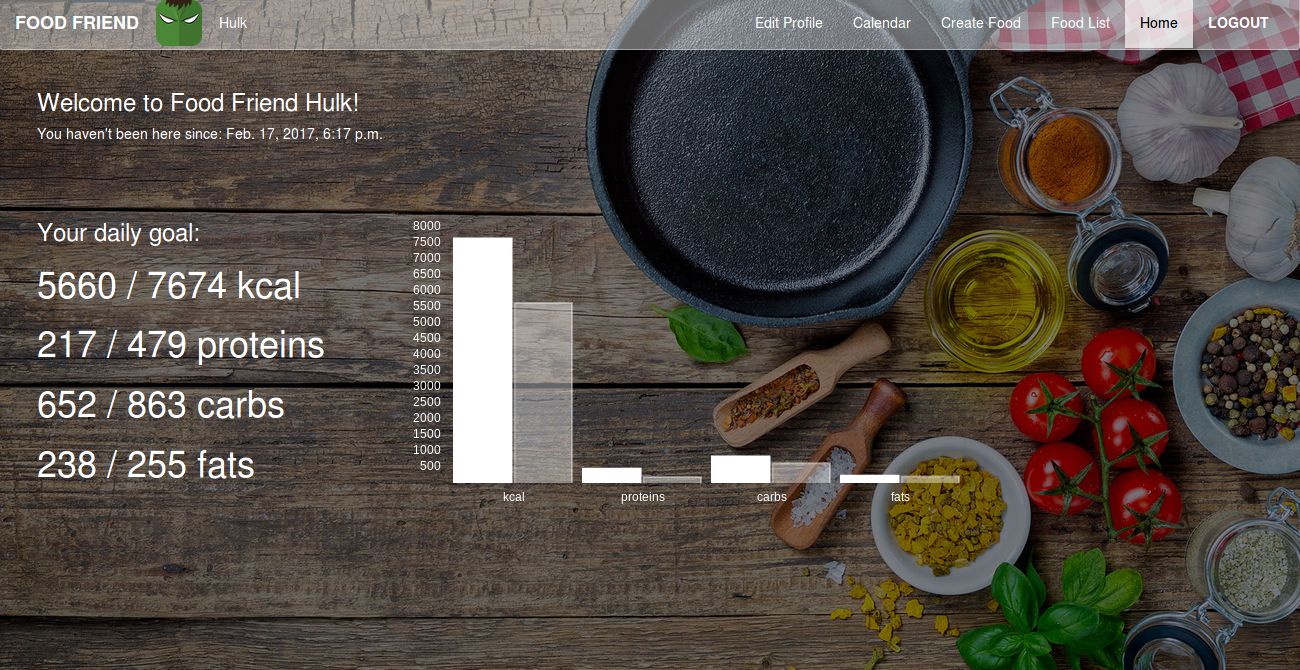 FOOD FRIEND Hulk Edit Profile Calendar Create Food Food List Home LOGOUT
Welcome to Food Friend Hulk!
You haven't been here since: Feb. 17, 2017, 6:17 p.m.
Your daily goal:
5660 / 7674 kcal
217 / 479 proteins
652 / 863 carbs
238 / 255 fats
8000
7500
7000
6500
6000
5500
5000
4500
4000
3500
3000
2500
2000
1500
1000
500
kcal proteins carbs fats